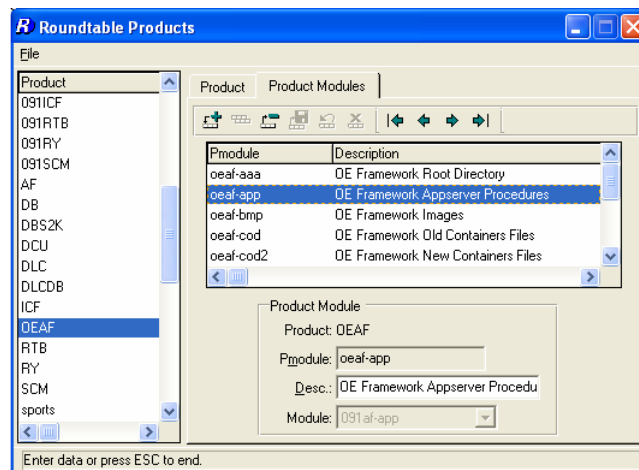 Roundtable Products
File
Product
091ICF
091RTB
091RY
091SCM
AF
DB
DBS2K
DCU
DLC
DLCDB
ICF
OEAF
RTB
RY
SCM
sports
Product Product Modules
Pmodule Description
oeaf-aaa OE Framework Root Directory
oeaf-app OE Framework Appserver Procedures
oeaf-bmp OE Framework Images
oeaf-cod OE Framework Old Containers Files
oeaf-cod2 OE Framework New Containers Files
Product Module
Product: OEAF
Pmodule: oeaf-app
Desc.: OE Framework Appserver Procedu
Module: 091af-app
Enter data or press ESC to end.